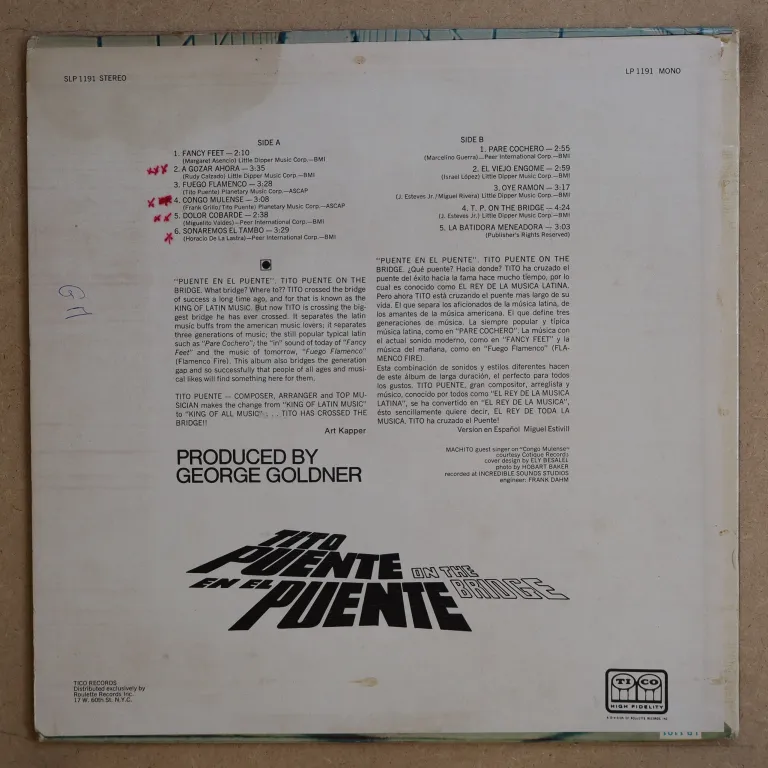 SLP 1191 STEREO
LP 1191 MONO
SIDE A
1. FANCY FEET — 2:10
(Margaret Asencio) Little Dipper Music Corp.—BMI
2. A GOZAR AHORA — 3:35
(Rudy Calzado) Little Dipper Music Corp.—BMI
3. FUEGO FLAMENCO — 3:28
(Tito Puente) Planetary Music Corp.—ASCAP
4. CONGO MULENSE — 3:08
(Frank Grillo/Tito Puente) Planetary Music Corp.—ASCAP
5. DOLOR COBARDE — 2:38
(Miguelito Valdes)—Peer International Corp.—BMI
6. SONAREMOS EL TAMBO — 3:29
(Horacio De La Lastra)—Peer International Corp.—BMI
SIDE B
1. PARE COCHERO — 2:55
(Marcelino Guerra)—Peer International Corp.—BMI
2. EL VIEJO ENGOME — 2:59
(Israel López) Little Dipper Music Corp.—BMI
3. OYE RAMON — 3:17
(J. Esteves Jr./Miguel Rivera) Little Dipper Music Corp.—BMI
4. T. P. ON THE BRIDGE — 4:24
(J. Esteves Jr.) Little Dipper Music Corp.—BMI
5. LA BATIDORA MENEADORA — 3:03
(Publisher's Rights Reserved)
"PUENTE EN EL PUENTE". TITO PUENTE ON THE
BRIDGE. What bridge? Where to?? TITO crossed the bridge
of success a long time ago, and for that is known as the
KING OF LATIN MUSIC. But now TITO is crossing the big-
gest bridge he has ever crossed. It separates the latin
music buffs from the american music lovers; it separates
three generations of music; the still popular typical latin
such as "Pare Cochero"; the "in" sound of today of "Fancy
Feet" and the music of tomorrow, "Fuego Flamenco"
(Flamenco Fire). This album also bridges the generation
gap and so successfully that people of all ages and musi-
cal likes will find something here for them.
TITO PUENTE — COMPOSER, ARRANGER and TOP MU-
SICIAN makes the change from "KING OF LATIN MUSIC"
to "KING OF ALL MUSIC" . . . TITO HAS CROSSED THE
BRIDGE!!
Art Kapper
"PUENTE EN EL PUENTE". TITO PUENTE ON THE
BRIDGE. ¿Qué puente? Hacia donde? TITO ha cruzado el
puente del éxito hacia la fama hace mucho tiempo, por lo
cual es conocido como EL REY DE LA MUSICA LATINA.
Pero ahora TITO está cruzando el puente mas largo de su
vida. El que separa los aficionados de la música latina, de
los amantes de la música americana. El que define tres
generaciones de música. La siempre popular y típica
música latina, como en "PARE COCHERO". La música con
el actual sonido moderno, como en "FANCY FEET" y la
música del mañana, como en "Fuego Flamenco" (FLA-
MENCO FIRE).
Esta combinación de sonidos y estilos diferentes hacen
de este álbum de larga duración, el perfecto para todos
los gustos. TITO PUENTE, gran compositor, arreglista y
músico, conocido por todos como "EL REY DE LA MUSICA
LATINA", se ha convertido en "EL REY DE LA MUSICA",
ésto sencillamente quiere decir, EL REY DE TODA LA
MUSICA. TITO ha cruzado el Puente!
Version en Español Miguel Estivill
PRODUCED BY
GEORGE GOLDNER
MACHITO guest singer on "Congo Mulense"
courtesy Cotique Records
cover design by ELY BESALEL
photo by HOBART BAKER
recorded at INCREDIBLE SOUNDS STUDIOS
engineer: FRANK DAHM
TITO
PUENTE ON THE
EN EL PUENTE BRIDGE
TICO RECORDS
Distributed exclusively by
Roulette Records Inc.
17 W. 60th St. N.Y.C.
TICO
HIGH FIDELITY
A DIVISION OF ROULETTE RECORDS INC.